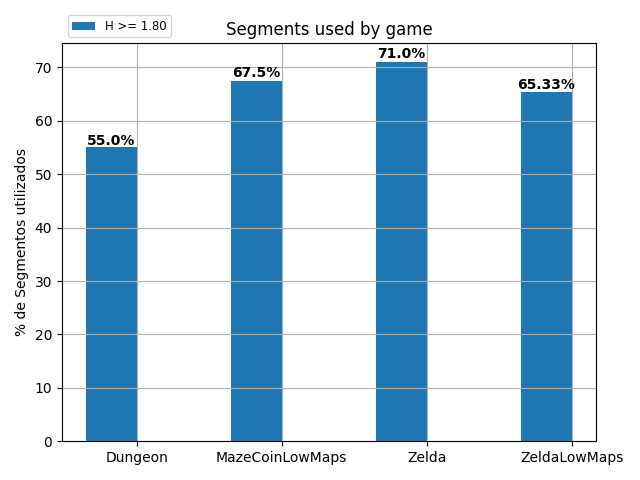 H >= 1.80
Segments used by game
% de Segmentos utilizados
70
60
50
40
30
20
10
0
55.0%
67.5%
71.0%
65.33%
Dungeon
MazeCoinLowMaps
Zelda
ZeldaLowMaps